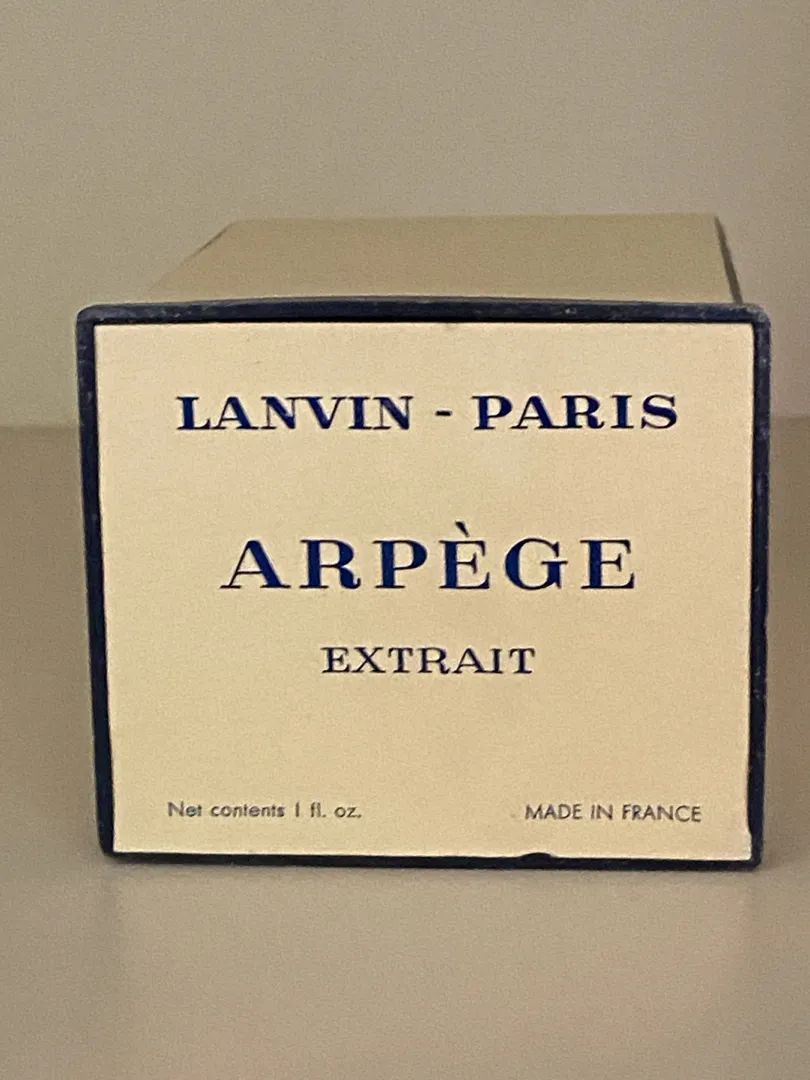 LANVIN - PARIS
ARPÈGE
EXTRAIT
Net contents 1 fl. oz.
MADE IN FRANCE